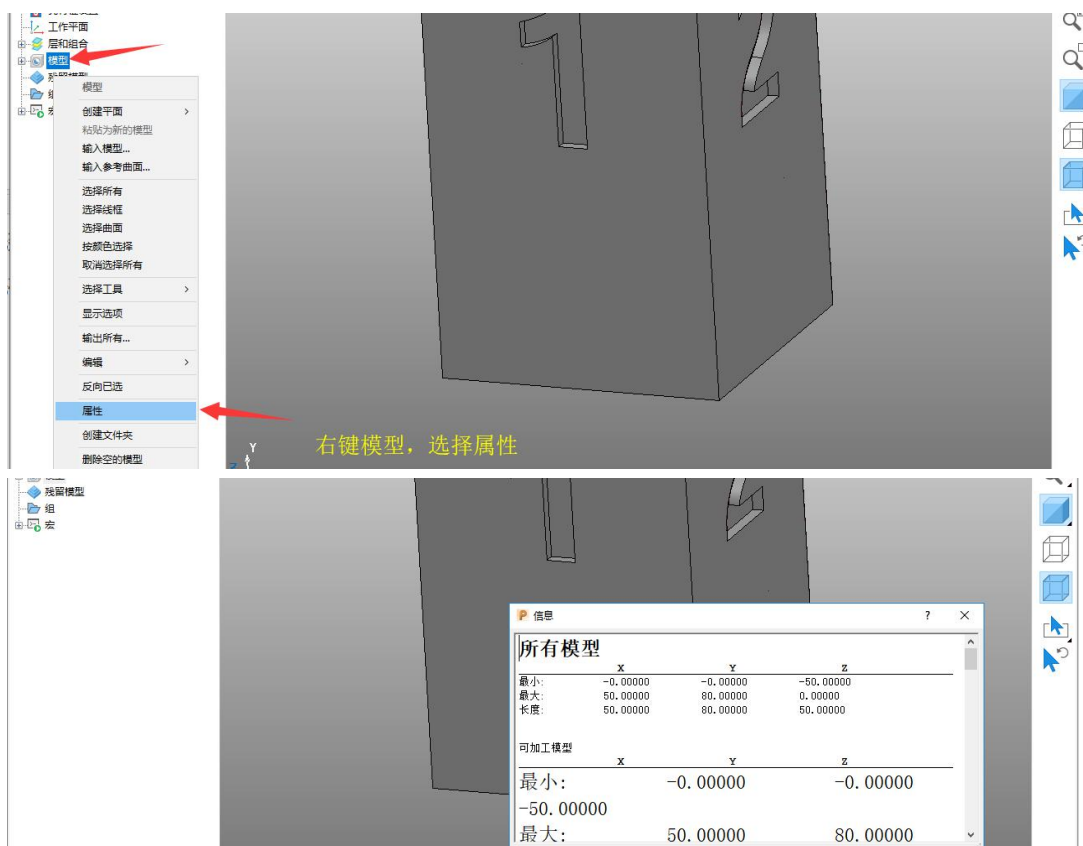 工作平面
层和组合
模型
模型
创建平面 >
粘贴为新的模型
输入模型...
输入参考曲面...
选择所有
选择线框
选择曲面
按颜色选择
取消选择所有
选择工具 >
显示选项
输出所有...
编辑 >
反向已选
属性
创建文件夹
删除空的模型
1
2
Y
Z
右键模型，选择属性
残留模型
组
宏
2
信息 ? ×
所有模型
X Y Z
最小: -0.00000 -0.00000 -50.00000
最大: 50.00000 80.00000 0.00000
长度: 50.00000 80.00000 50.00000
可加工模型
X Y Z
最小: -0.00000 -0.00000
-50.00000
最大: 50.00000 80.00000